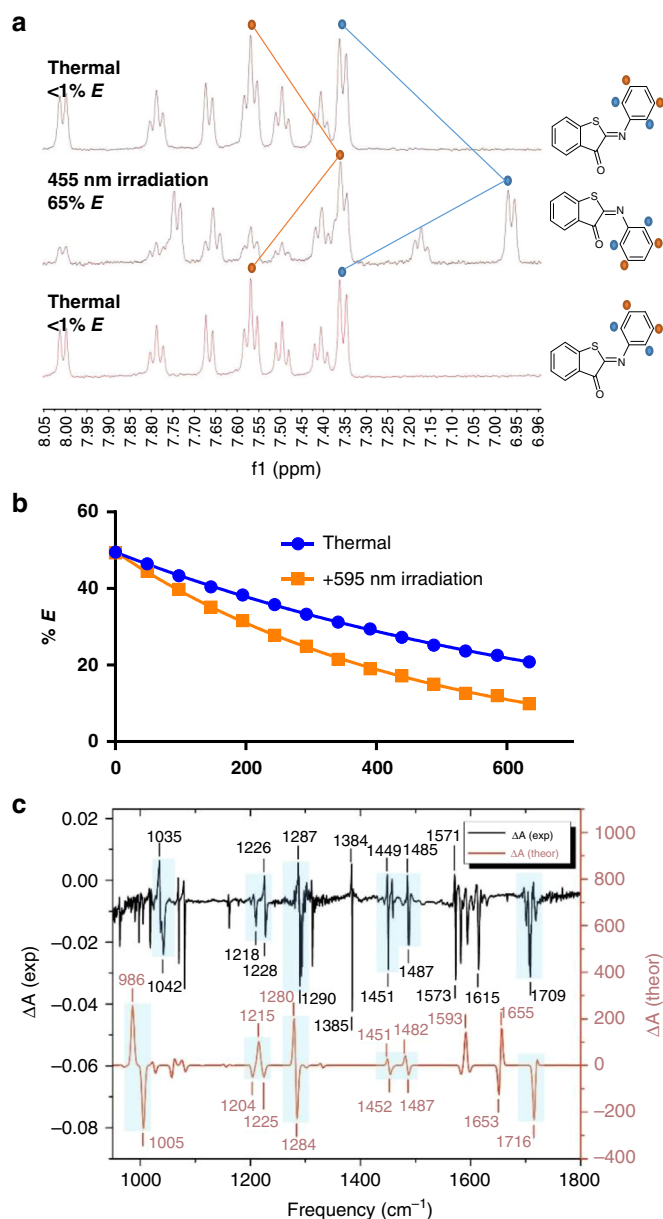 a
Thermal
<1% E
S
N
O
455 nm irradiation
65% E
S
N
O
Thermal
<1% E
S
N
O
8.05 8.00 7.95 7.90 7.85 7.80 7.75 7.70 7.65 7.60 7.55 7.50 7.45 7.40 7.35 7.30 7.25 7.20 7.15 7.10 7.05 7.00 6.95 6.96
f1 (ppm)
b
60
40
20
0
% E
Thermal
+595 nm irradiation
0 200 400 600
c
0.02
0.00
−0.02
−0.04
−0.06
−0.08
ΔA (exp)
1035 1226 1287 1384 1449 1485 1571
ΔA (exp)
ΔA (theor)
1042 1218 1228 1290 1385 1451 1487 1573 1615 1709
986 1215 1280 1451 1482 1593 1655
1005 1204 1225 1284 1452 1487 1653 1716
1000
800
600
400
200
0
−200
−400
ΔA (theor)
1000 1200 1400 1600 1800
Frequency (cm⁻¹)